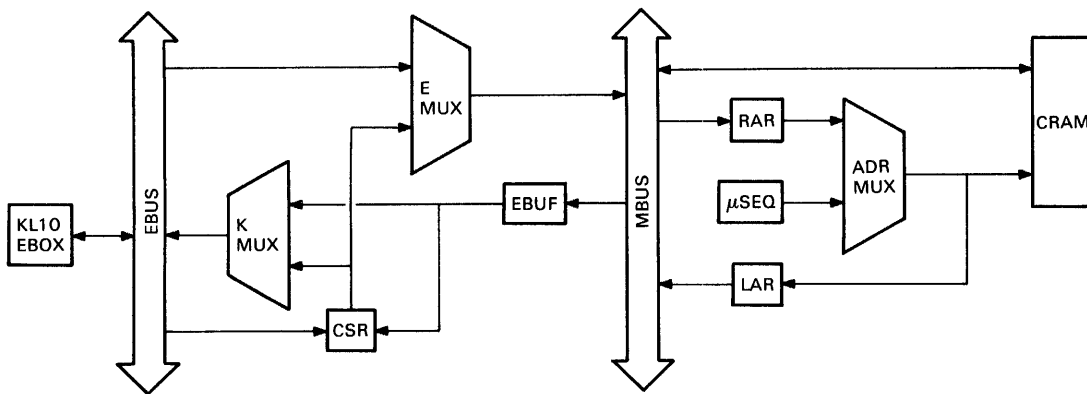 KL10
EBOX
EBUS
K
MUX
E
MUX
CSR
EBUF
MBUS
RAR
μSEQ
LAR
ADR
MUX
CRAM